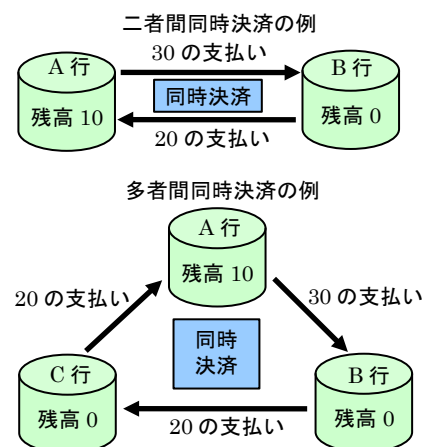 二者間同時決済の例
30 の支払い
A 行
残高 10
同時決済
B 行
残高 0
20 の支払い
多者間同時決済の例
A 行
残高 10
20 の支払い
30 の支払い
同時
決済
C 行
残高 0
B 行
残高 0
20 の支払い